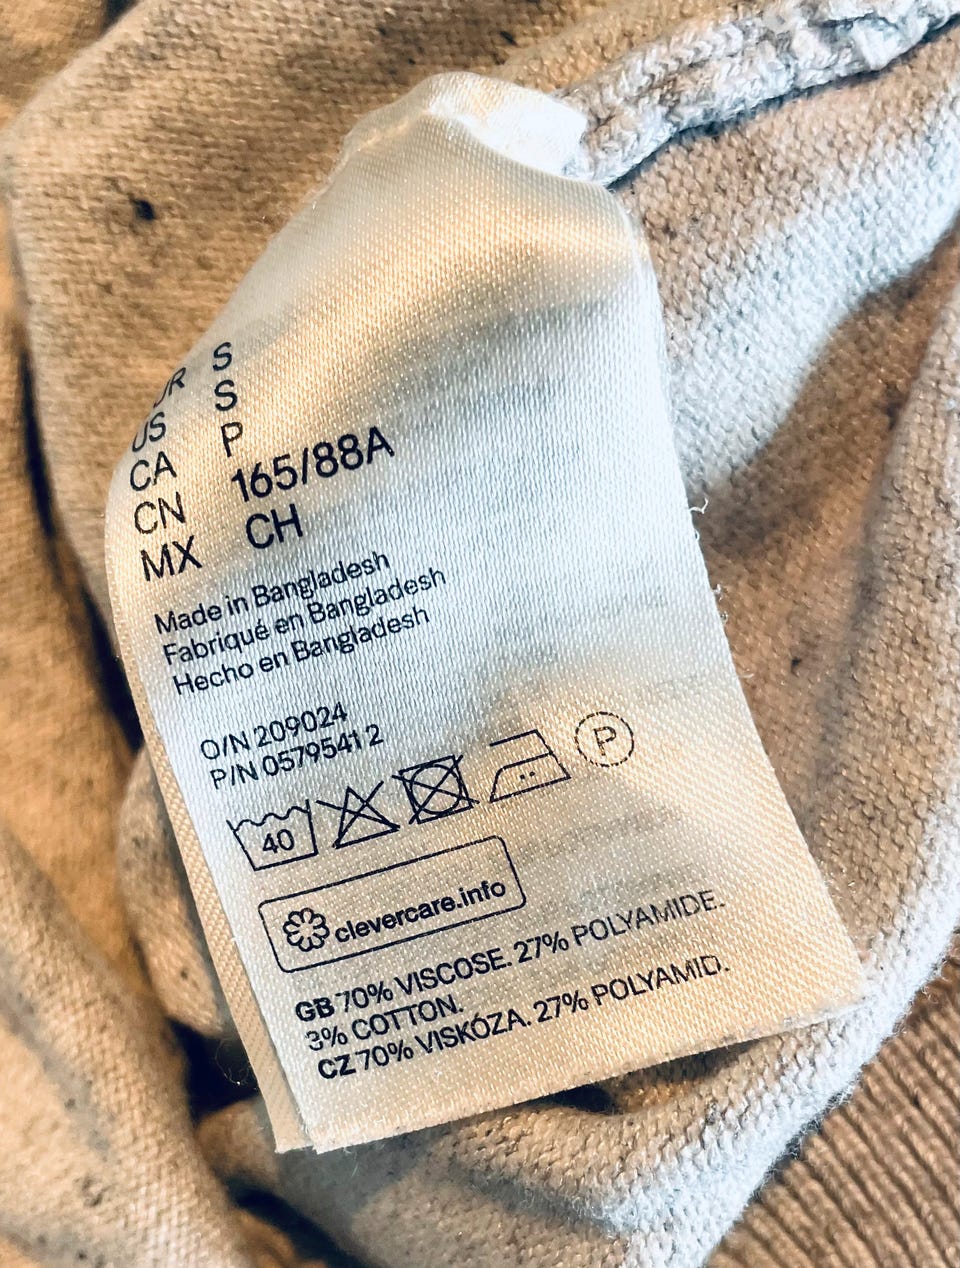 S
US S
CA P
CN 165/88A
MX CH
Made in Bangladesh
Fabriqué en Bangladesh
Hecho en Bangladesh
O/N 209024
P/N 0579541 2
40
P
clevercare.info
GB 70% VISCOSE. 27% POLYAMIDE.
3% COTTON.
CZ 70% VISKÓZA. 27% POLYAMID.